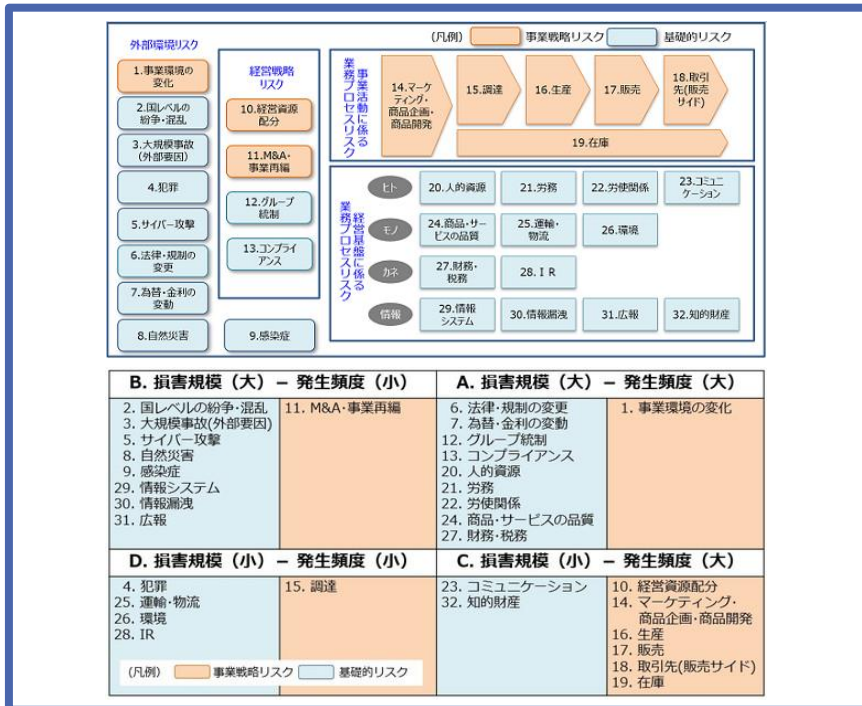 (凡例) 事業戦略リスク 基礎的リスク
外部環境リスク
1.事業環境の
変化
2.国レベルの
紛争・混乱
3.大規模事故
(外部要因)
4.犯罪
5.サイバー攻撃
6.法律・規制の
変更
7.為替・金利の
変動
8.自然災害
9.感染症
経営戦略
リスク
10.経営資源
配分
11.M&A・
事業再編
12.グループ
統制
13.コンプライ
アンス
事業活動に係る
業務プロセスリスク
14.マーケ
ティング・
商品企画・
商品開発
15.調達
16.生産
17.販売
18.取引
先(販売
サイド)
19.在庫
経営基盤に係る
業務プロセスリスク
ヒト
20.人的資源
21.労務
22.労使関係
23.コミュニ
ケーション
モノ
24.商品・サー
ビスの品質
25.運輸・
物流
26.環境
カネ
27.財務・
税務
28.IR
情報
29.情報
システム
30.情報漏洩
31.広報
32.知的財産
B. 損害規模(大) – 発生頻度(小)
2. 国レベルの紛争・混乱
3. 大規模事故(外部要因)
5. サイバー攻撃
8. 自然災害
9. 感染症
29. 情報システム
30. 情報漏洩
31. 広報
11. M&A・事業再編
A. 損害規模(大) – 発生頻度(大)
6. 法律・規制の変更
7. 為替・金利の変動
12. グループ統制
13. コンプライアンス
20. 人的資源
21. 労務
22. 労使関係
24. 商品・サービスの品質
27. 財務・税務
1. 事業環境の変化
D. 損害規模(小) – 発生頻度(小)
4. 犯罪
25. 運輸・物流
26. 環境
28. IR
15. 調達
(凡例) 事業戦略リスク 基礎的リスク
C. 損害規模(小) – 発生頻度(大)
23. コミュニケーション
32. 知的財産
10. 経営資源配分
14. マーケティング・
商品企画・商品開発
16. 生産
17. 販売
18. 取引先(販売サイド)
19. 在庫